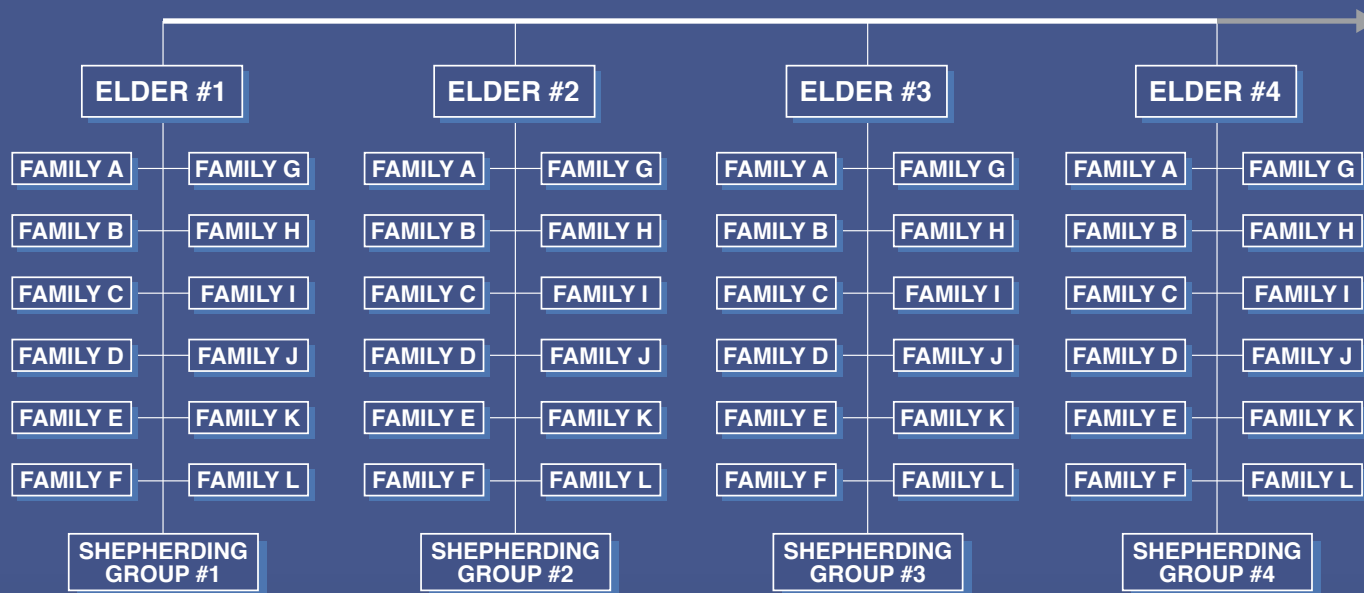 ELDER #1
ELDER #2
ELDER #3
ELDER #4
FAMILY A
FAMILY G
FAMILY A
FAMILY G
FAMILY A
FAMILY G
FAMILY A
FAMILY G
FAMILY B
FAMILY H
FAMILY B
FAMILY H
FAMILY B
FAMILY H
FAMILY B
FAMILY H
FAMILY C
FAMILY I
FAMILY C
FAMILY I
FAMILY C
FAMILY I
FAMILY C
FAMILY I
FAMILY D
FAMILY J
FAMILY D
FAMILY J
FAMILY D
FAMILY J
FAMILY D
FAMILY J
FAMILY E
FAMILY K
FAMILY E
FAMILY K
FAMILY E
FAMILY K
FAMILY E
FAMILY K
FAMILY F
FAMILY L
FAMILY F
FAMILY L
FAMILY F
FAMILY L
FAMILY F
FAMILY L
SHEPHERDING
GROUP #1
SHEPHERDING
GROUP #2
SHEPHERDING
GROUP #3
SHEPHERDING
GROUP #4